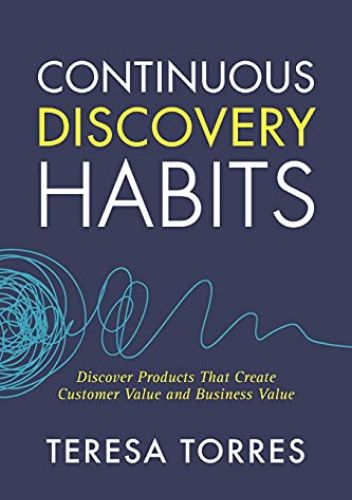 CONTINUOUS
DISCOVERY
HABITS
Discover Products That Create
Customer Value and Business Value
TERESA TORRES